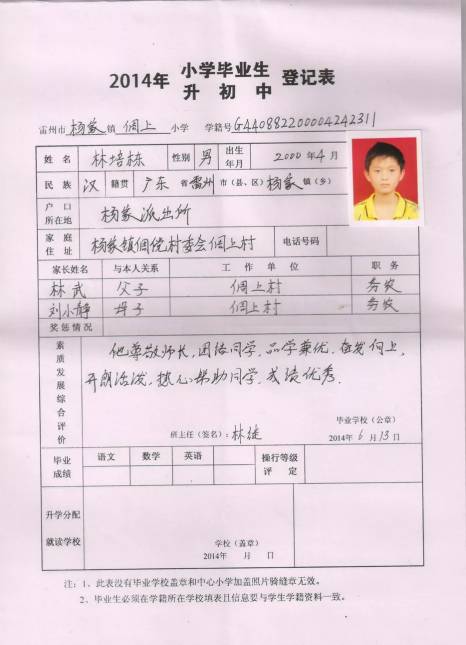 2014年 小学毕业生 登记表
升初中
雷州市 杨家 镇 侗上 小学 学籍号 G440882200004242311
姓名 林培栋 性别 男 出生年月 2000年4月
民族 汉 籍贯 广东 省 雷州 市(县、区) 杨家 镇(乡)
户口所在地 杨家派出所
家庭住址 杨家镇 村委会 上村 电话号码
家长姓名 与本人关系 工作单位 职务
林武 父子 上村 务农
刘小静 母子 上村 务农
奖惩情况
素质发展综合评价
他尊敬师长,团结同学,品学兼优,奋发向上,
开朗活泼,热心帮助同学,成绩优秀.
毕业学校(公章)
班主任(签名): 林 2014年6月13日
毕业成绩 语文 数学 英语 操行等级评定
升学分配就读学校
学校(盖章)
2014年 月 日
注:1、此表没有毕业学校盖章和中心小学加盖照片骑缝章无效。
2、毕业生必须在学籍所在学校填表且信息要与学生学籍资料一致。